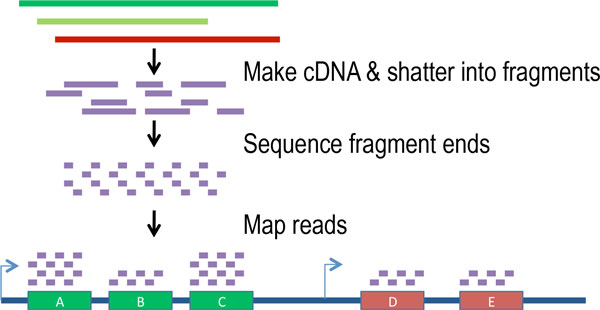 Make cDNA & shatter into fragments
Sequence fragment ends
Map reads
A B C D E